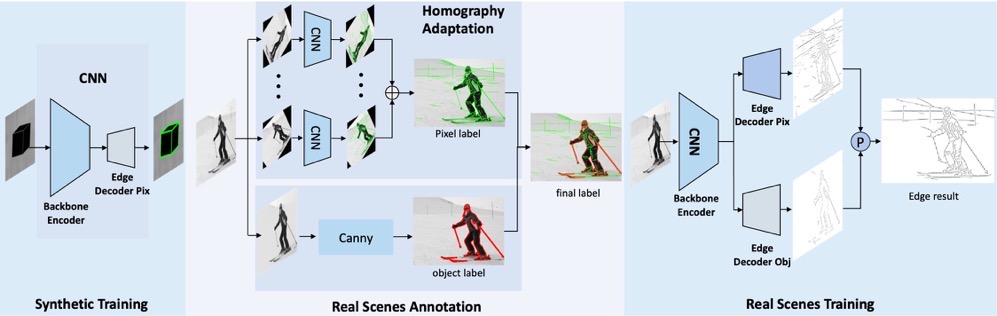 CNN
Backbone
Encoder
Edge
Decoder Pix
Synthetic Training
Homography
Adaptation
CNN
CNN
Pixel label
Canny
object label
final label
Real Scenes Annotation
CNN
Backbone
Encoder
Edge
Decoder Pix
Edge
Decoder Obj
P
Edge result
Real Scenes Training